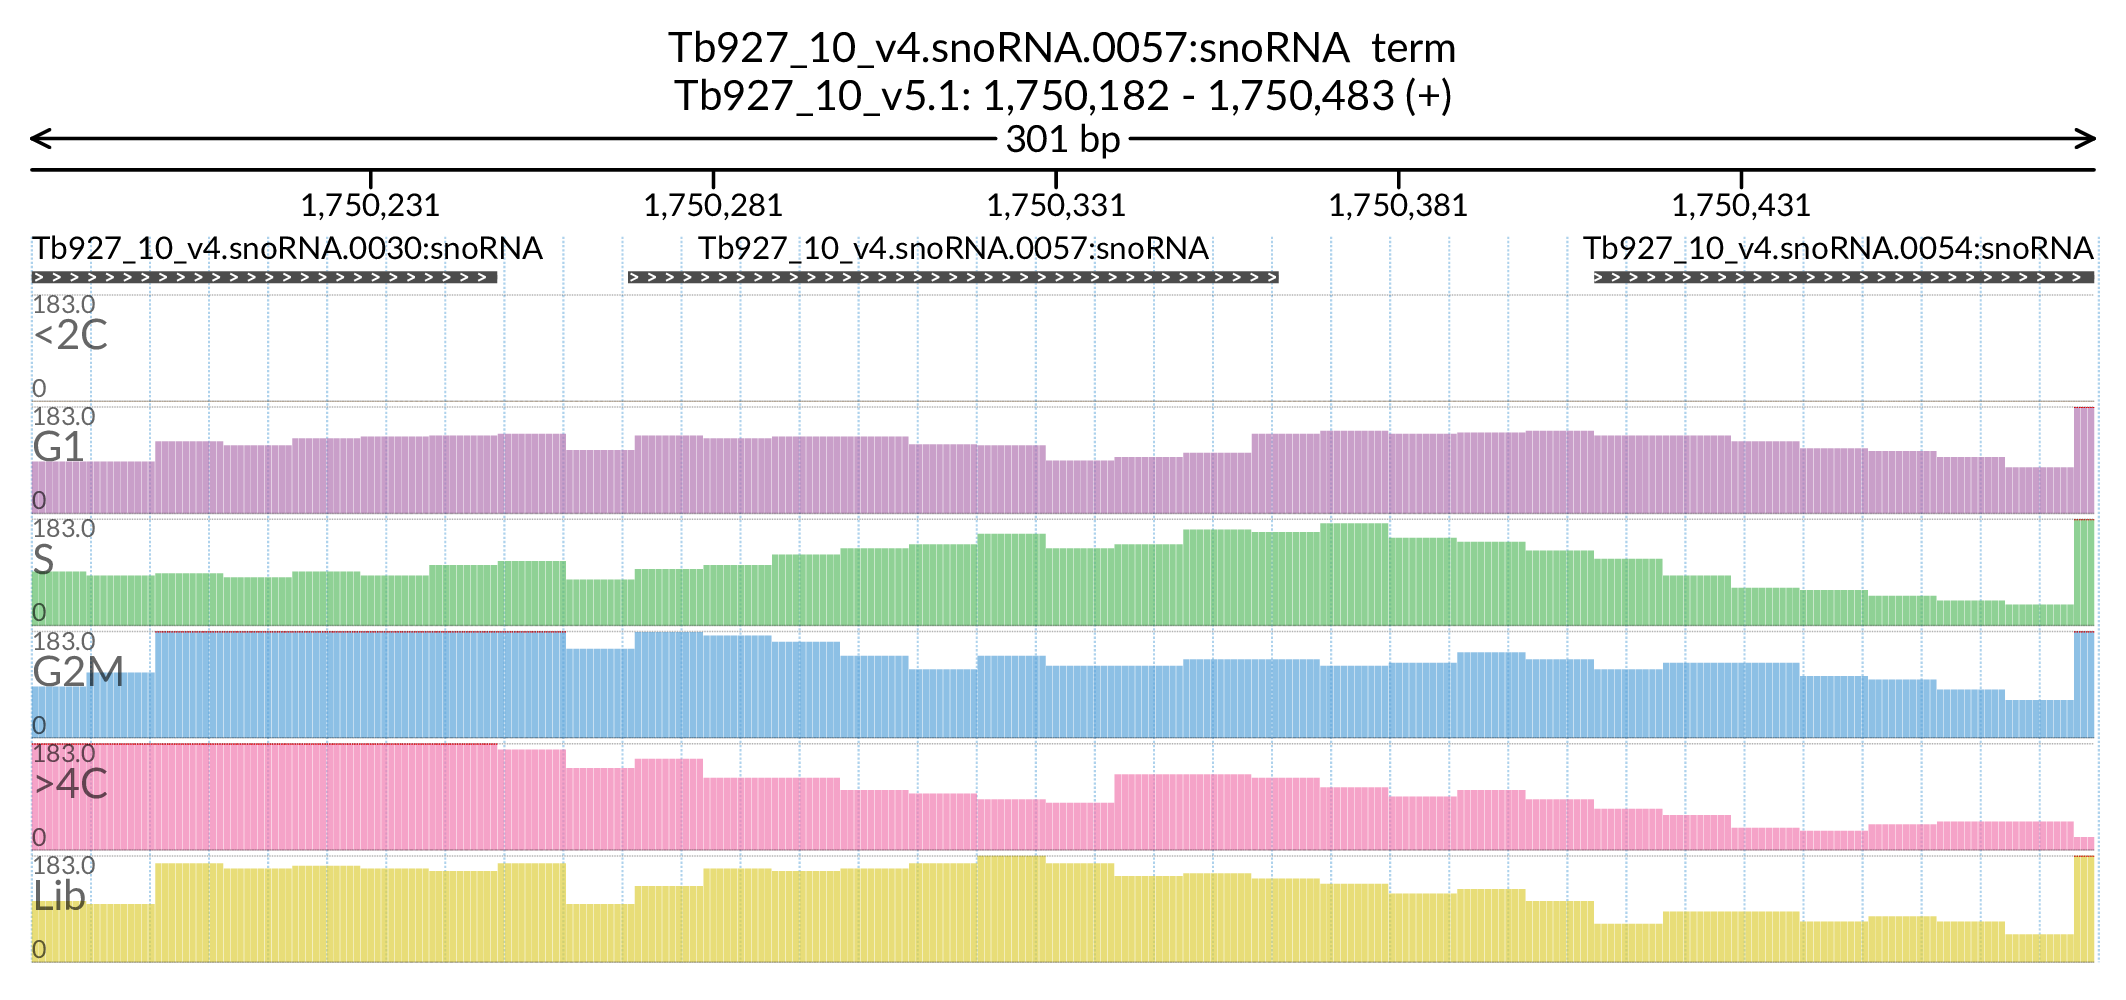 Tb927_10_v4.snoRNA.0057:snoRNA  term
Tb927_10_v5.1: 1,750,182 - 1,750,483 (+)
301 bp
1,750,231 1,750,281 1,750,331 1,750,381 1,750,431
Tb927_10_v4.snoRNA.0030:snoRNA Tb927_10_v4.snoRNA.0057:snoRNA Tb927_10_v4.snoRNA.0054:snoRNA
183.0
<2C
0
183.0
G1
0
183.0
S
0
183.0
G2M
0
183.0
>4C
0
183.0
Lib
0